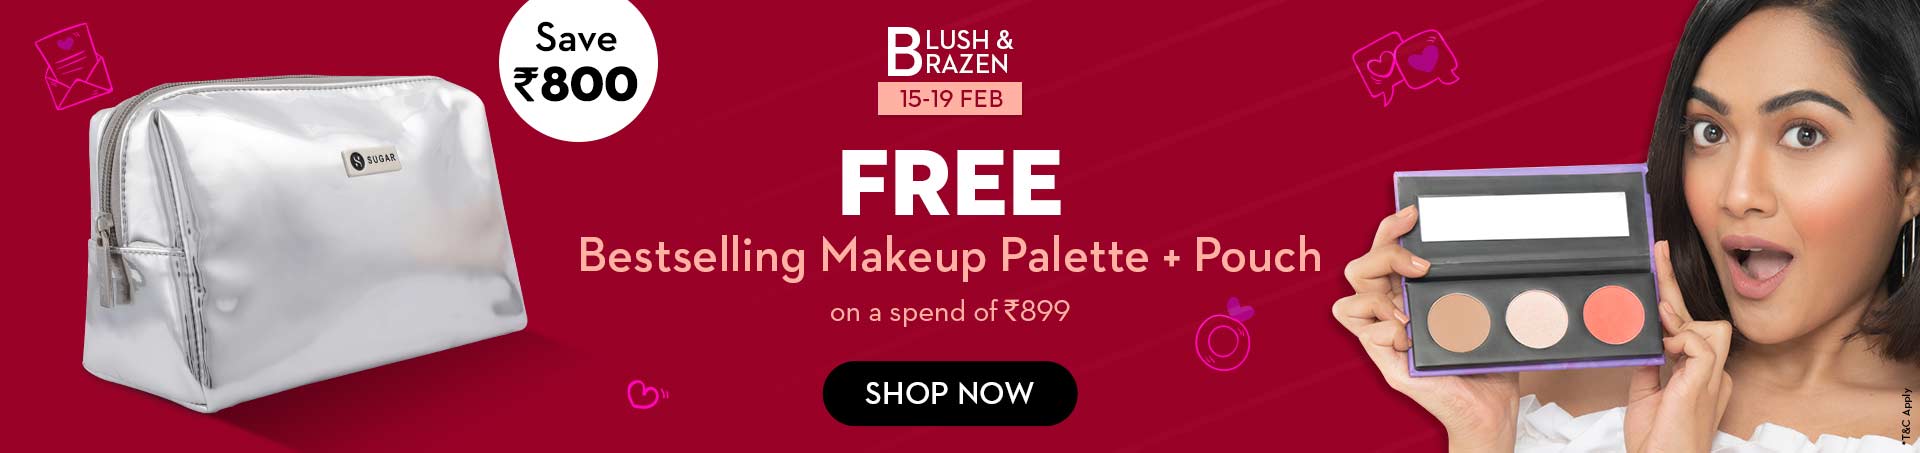 Save
₹800
SUGAR
BLUSH &
BRAZEN
15-19 FEB
FREE
Bestselling Makeup Palette + Pouch
on a spend of ₹899
SHOP NOW
*T&C Apply